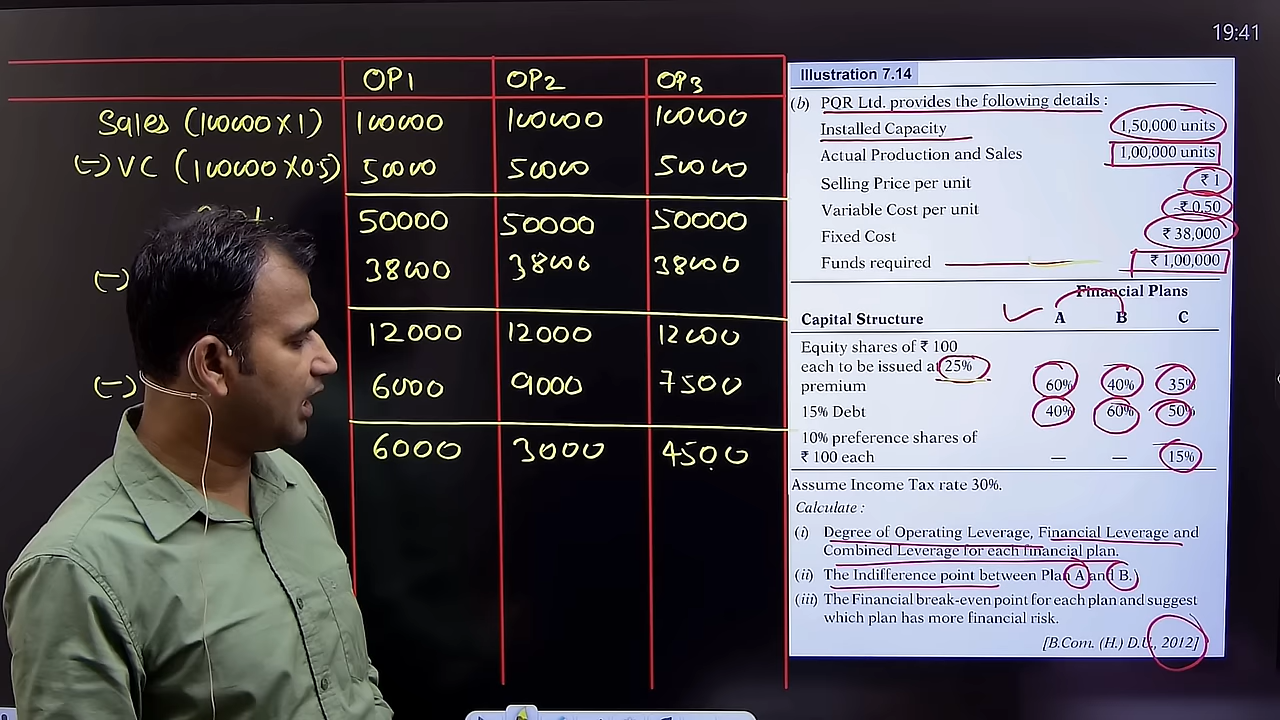 19:41
OP1 OP2 OP3
Sales (100000 X 1) 100000 100000 100000
(-) VC (100000 X 0.5) 50000 50000 50000
50000 50000 50000
(-) 38000 38000 38000
12000 12000 12000
(-) 6000 9000 7500
6000 3000 4500
Illustration 7.14
(b) PQR Ltd. provides the following details :
Installed Capacity 1,50,000 units
Actual Production and Sales 1,00,000 units
Selling Price per unit ₹ 1
Variable Cost per unit ₹ 0.50
Fixed Cost ₹ 38,000
Funds required ₹ 1,00,000
Financial Plans
Capital Structure A B C
Equity shares of ₹ 100
each to be issued at 25%
premium 60% 40% 35%
15% Debt 40% 60% 50%
10% preference shares of
₹ 100 each — — 15%
Assume Income Tax rate 30%.
Calculate :
(i) Degree of Operating Leverage, Financial Leverage and
Combined Leverage for each financial plan.
(ii) The Indifference point between Plan A and B.
(iii) The Financial break-even point for each plan and suggest
which plan has more financial risk.
[B.Com. (H.) D.U., 2012]